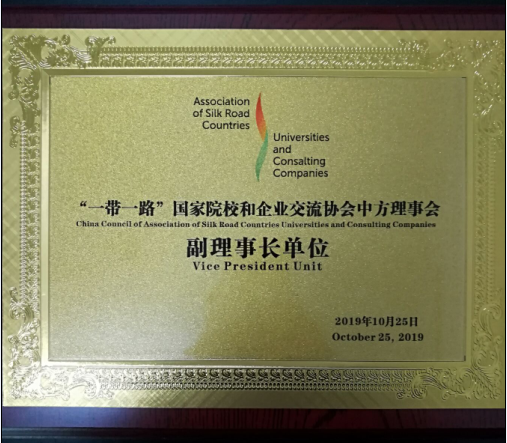 Association
of Silk Road
Countries
Universities
and
Consalting
Companies
“一带一路”国家院校和企业交流协会中方理事会
China Council of Association of Silk Road Countries Universities and Consulting Companies
副理事长单位
Vice President Unit
2019年10月25日
October 25, 2019